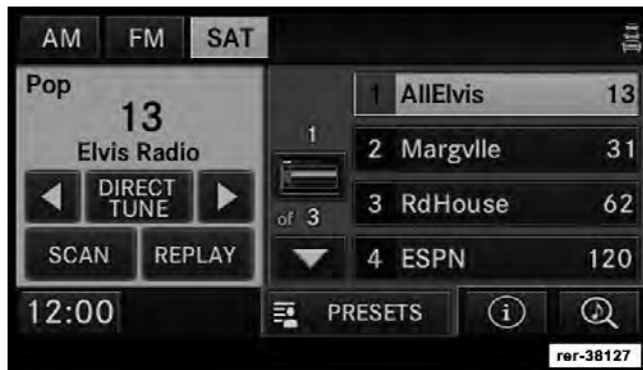 AM FM SAT
Pop
13
Elvis Radio
DIRECT
TUNE
SCAN REPLAY
12:00
1
of 3
1 AllElvis 13
2 Margvlle 31
3 RdHouse 62
4 ESPN 120
PRESETS
i
rer-38127